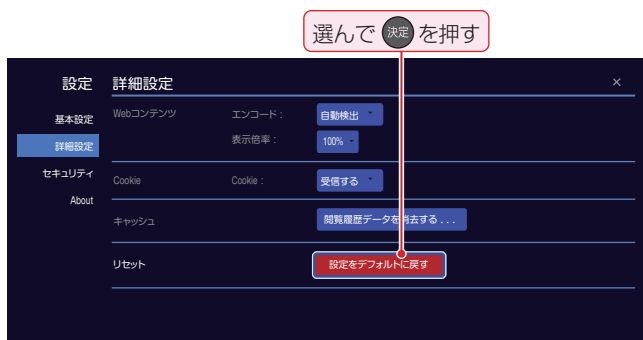 選んで 決定 を押す
設定 詳細設定 ×
基本設定 Webコンテンツ エンコード： 自動検出
詳細設定 表示倍率： 100%
セキュリティ Cookie Cookie： 受信する
About
キャッシュ 閲覧履歴データを消去する...
リセット 設定をデフォルトに戻す